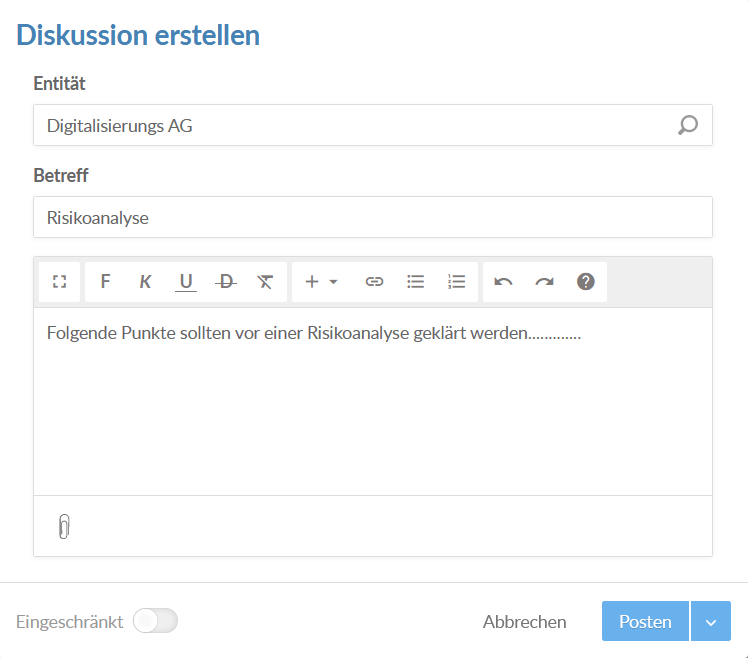 Diskussion erstellen
Entität
Digitalisierungs AG
Betreff
Risikoanalyse
F K U D
Folgende Punkte sollten vor einer Risikoanalyse geklärt werden.............
Eingeschränkt Abbrechen Posten